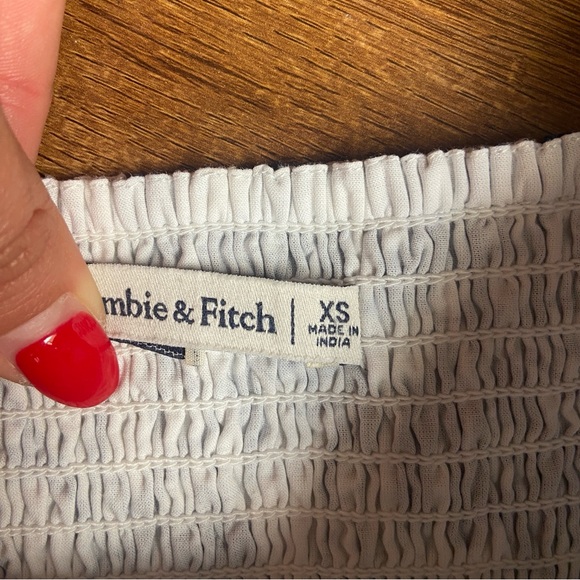 mbie & Fitch | XS
MADE IN
INDIA